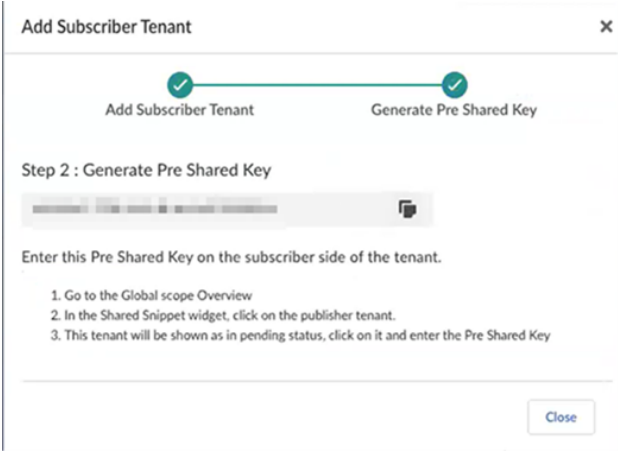 Add Subscriber Tenant
Add Subscriber Tenant
Generate Pre Shared Key
Step 2 : Generate Pre Shared Key
Enter this Pre Shared Key on the subscriber side of the tenant.
1. Go to the Global scope Overview
2. In the Shared Snippet widget, click on the publisher tenant.
3. This tenant will be shown as in pending status, click on it and enter the Pre Shared Key
Close